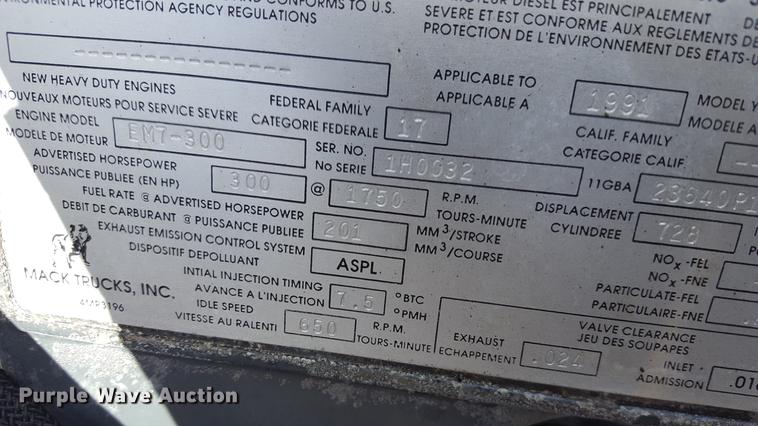 AND CONFORMS TO U.S.
ENVIRONMENTAL PROTECTION AGENCY REGULATIONS
MOTEUR DIESEL EST PRINCIPALEMENT
SEVERE ET EST CONFORME AUX REGLEMENTS DE
PROTECTION DE L'ENVIRONNEMENT DES ETATS-U
---------------
NEW HEAVY DUTY ENGINES
NOUVEAUX MOTEURS POUR SERVICE SEVERE
FEDERAL FAMILY
CATEGORIE FEDERALE
17
APPLICABLE TO
APPLICABLE A
1991
MODEL Y
MODELE A
ENGINE MODEL
MODELE DE MOTEUR
EM7-300
SER. NO.
No SERIE
1H0032
CALIF. FAMILY
CATEGORIE CALIF.
--
ADVERTISED HORSEPOWER
PUISSANCE PUBLIEE (EN HP)
300
@
1750
R.P.M.
TOURS-MINUTE
11GBA
23640P1
FUEL RATE @ ADVERTISED HORSEPOWER
DEBIT DE CARBURANT @ PUISSANCE PUBLIEE
201
MM3/STROKE
MM3/COURSE
DISPLACEMENT
CYLINDREE
728
EXHAUST EMISSION CONTROL SYSTEM
DISPOSITIF DEPOLLUANT
ASPL
NOx-FEL
NOx-FNE
MACK TRUCKS, INC.
INTIAL INJECTION TIMING
AVANCE A L'INJECTION
7.5
°BTC
°PMH
PARTICULATE-FEL
PARTICULAIRE-FNE
IDLE SPEED
VITESSE AU RALENTI
650
R.P.M.
TOURS-MINUTE
VALVE CLEARANCE
JEU DES SOUPAPES
EXHAUST
ECHAPPEMENT
.024
INLET
ADMISSION
.016
Purple Wave Auction